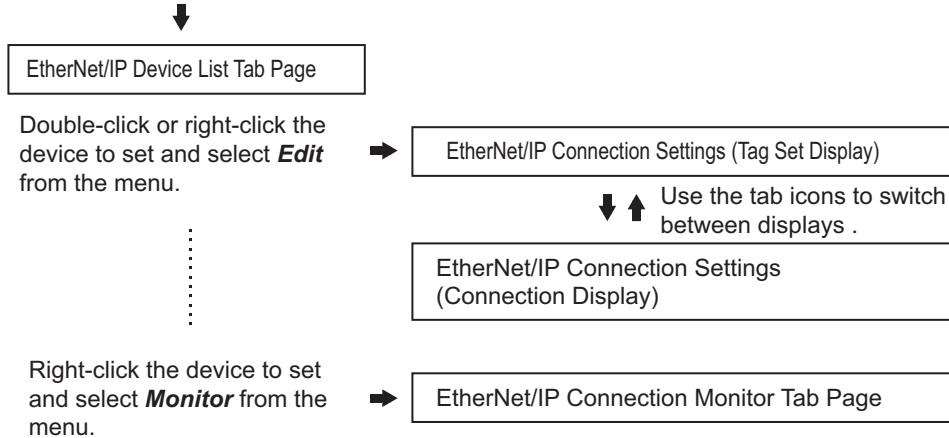 EtherNet/IP Device List Tab Page
Double-click or right-click the
device to set and select Edit
from the menu.
EtherNet/IP Connection Settings (Tag Set Display)
Use the tab icons to switch
between displays .
EtherNet/IP Connection Settings
(Connection Display)
Right-click the device to set
and select Monitor from the
menu.
EtherNet/IP Connection Monitor Tab Page